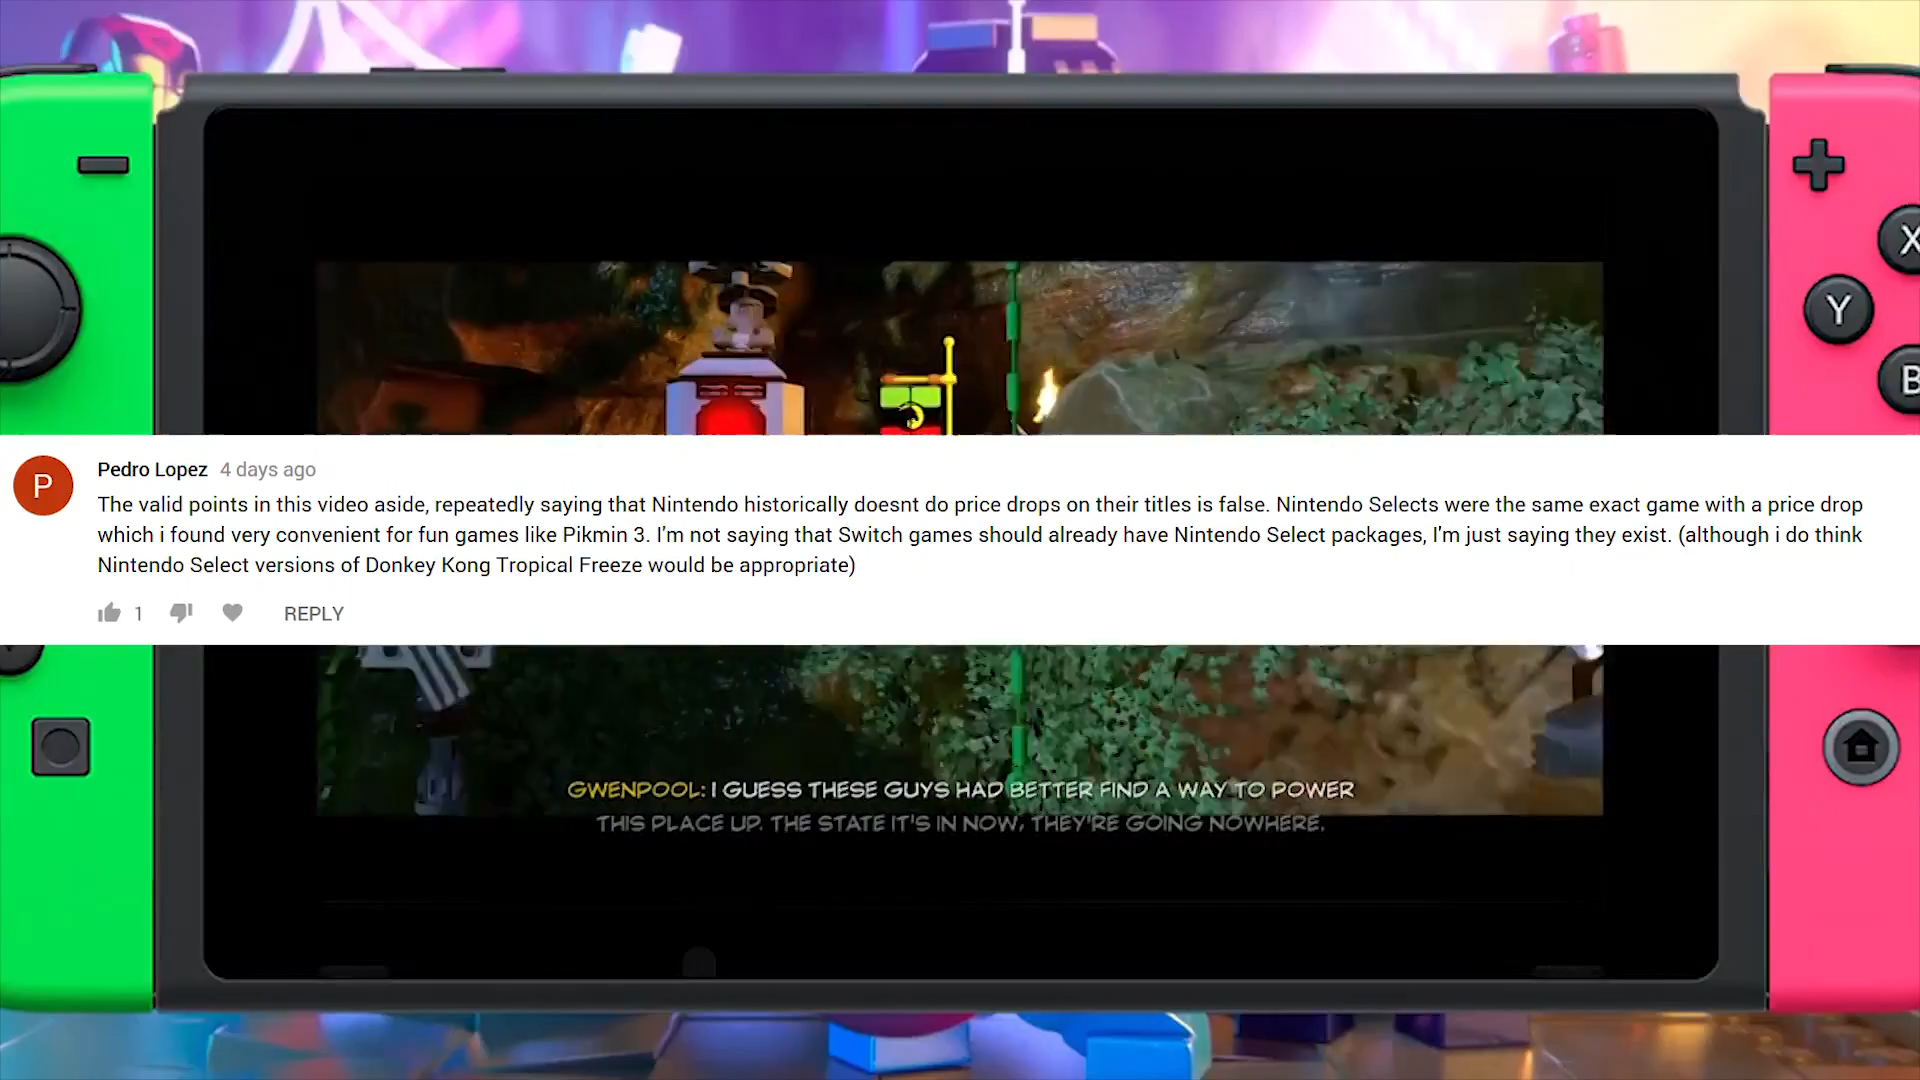 X
Y
B
P
Pedro Lopez 4 days ago
The valid points in this video aside, repeatedly saying that Nintendo historically doesnt do price drops on their titles is false. Nintendo Selects were the same exact game with a price drop
which i found very convenient for fun games like Pikmin 3. I'm not saying that Switch games should already have Nintendo Select packages, I'm just saying they exist. (although i do think
Nintendo Select versions of Donkey Kong Tropical Freeze would be appropriate)
1 REPLY
GWENPOOL: I GUESS THESE GUYS HAD BETTER FIND A WAY TO POWER
THIS PLACE UP. THE STATE IT'S IN NOW, THEY'RE GOING NOWHERE.